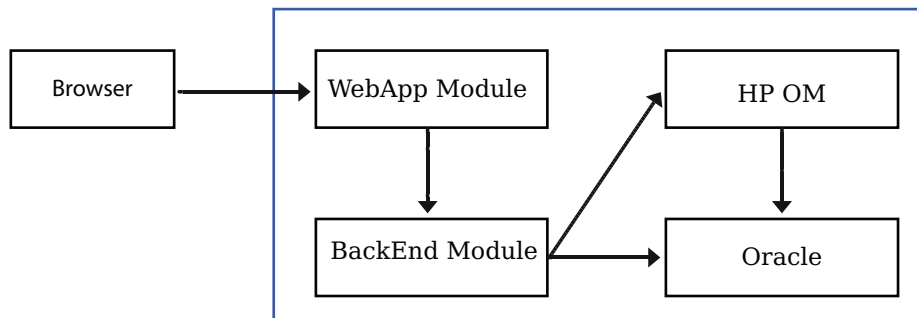 Browser
WebApp Module
HP OM
BackEnd Module
Oracle